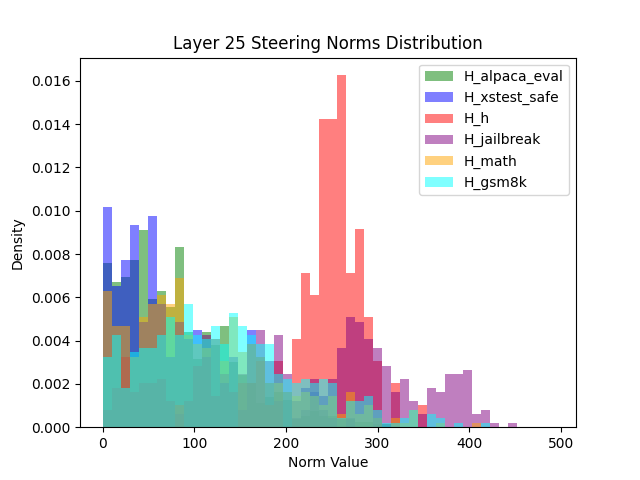 Layer 25 Steering Norms Distribution
Density
0.016
0.014
0.012
0.010
0.008
0.006
0.004
0.002
0.000
H_alpaca_eval
H_xstest_safe
H_h
H_jailbreak
H_math
H_gsm8k
0 100 200 300 400 500
Norm Value